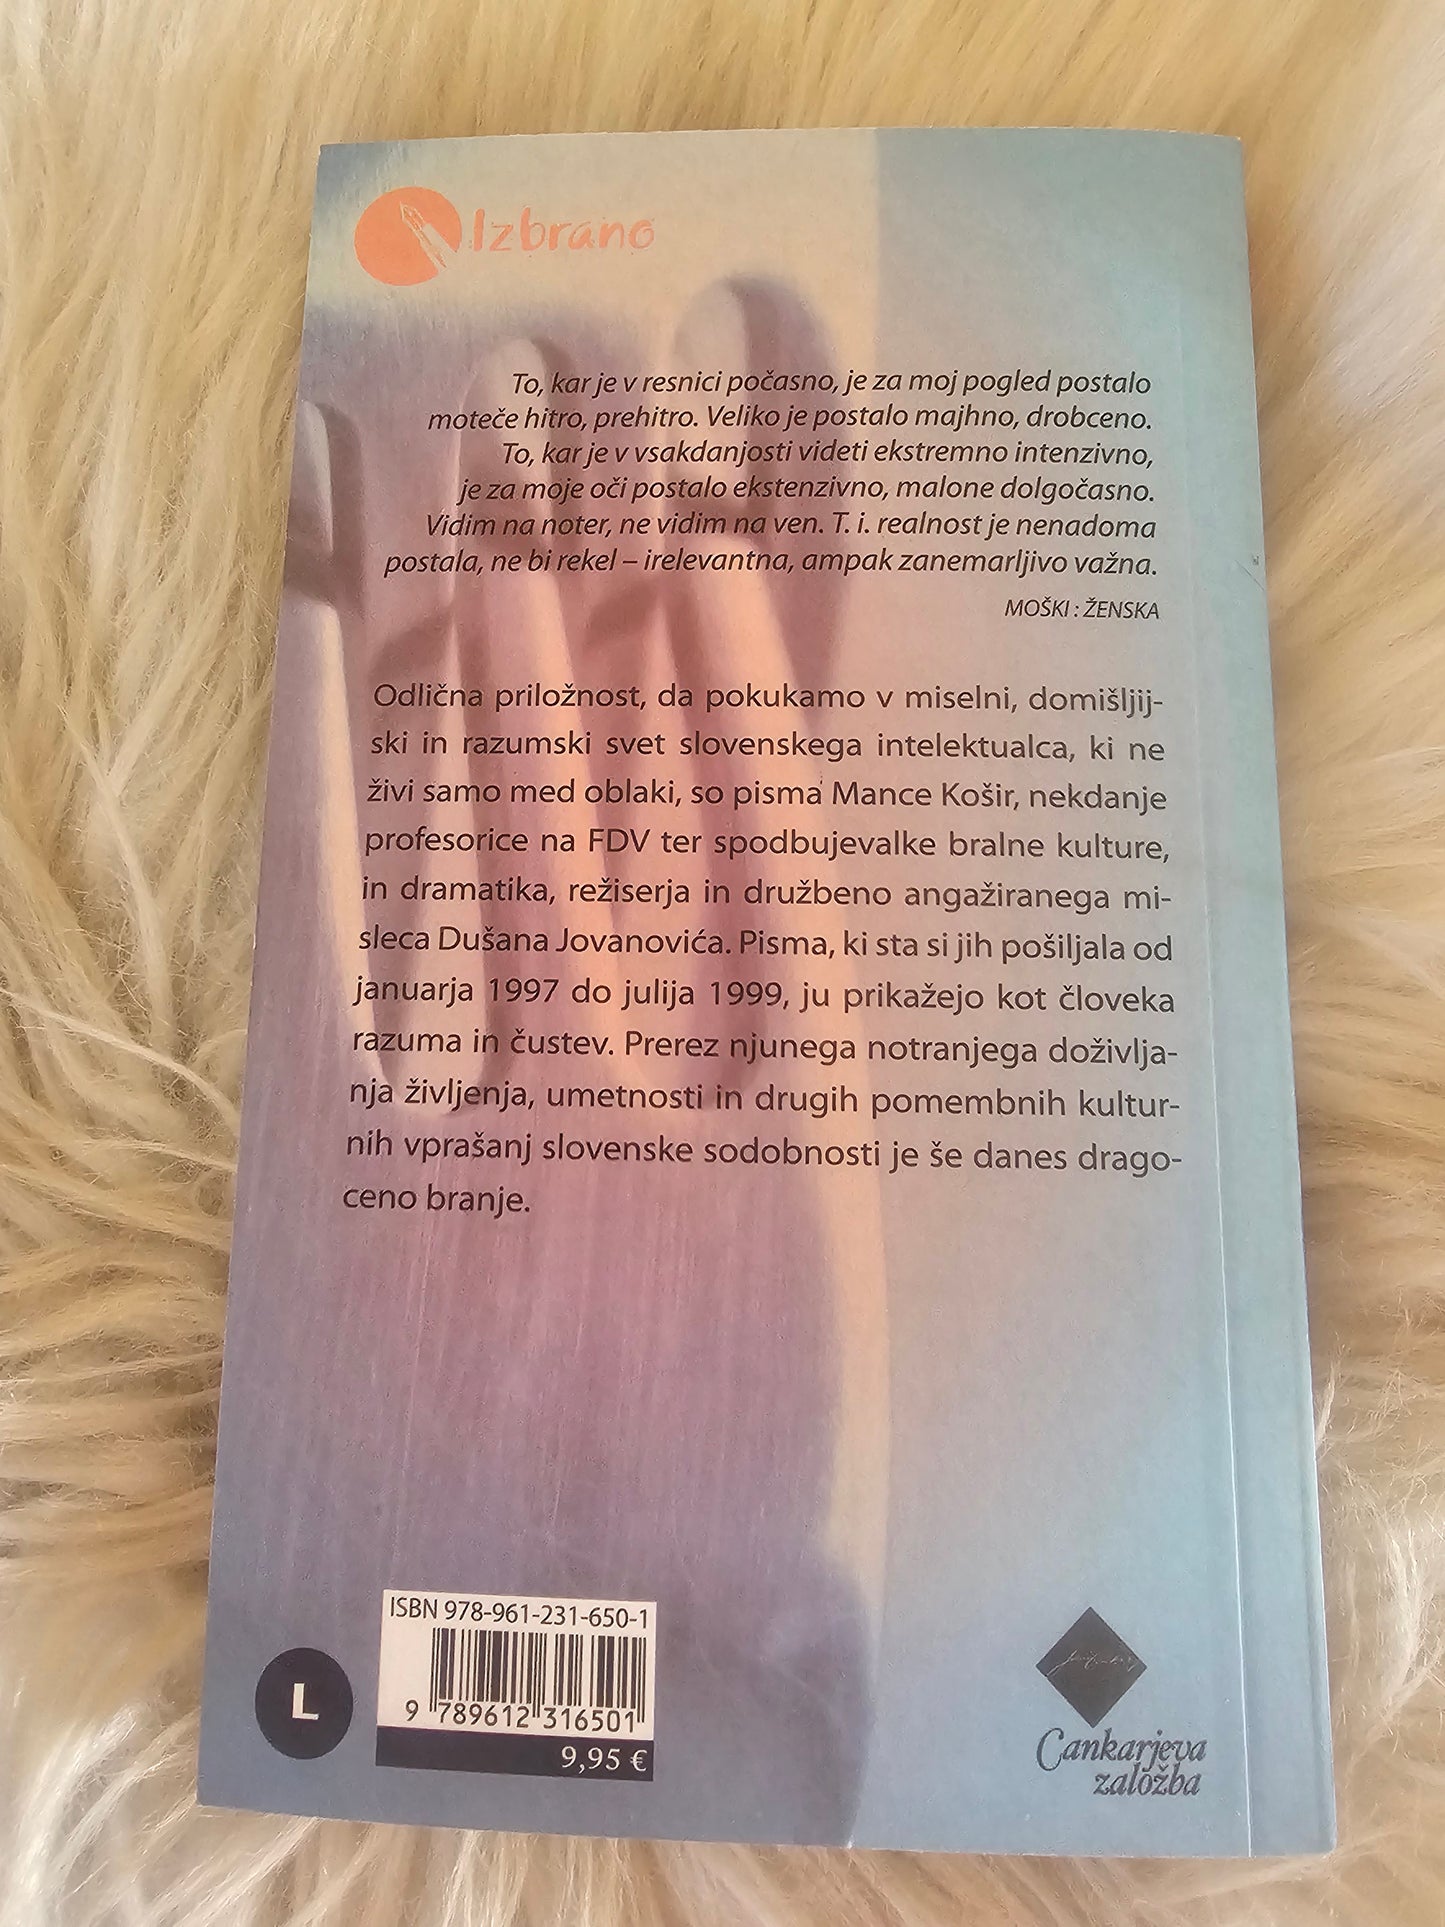 Izbrano
To, kar je v resnici počasno, je za moj pogled postalo
moteče hitro, prehitro. Veliko je postalo majhno, drobceno.
To, kar je v vsakdanjosti videti ekstremno intenzivno,
je za moje oči postalo ekstenzivno, malone dolgočasno.
Vidim na noter, ne vidim na ven. T. i. realnost je nenadoma
postala, ne bi rekel – irelevantna, ampak zanemarljivo važna.
MOŠKI : ŽENSKA
Odlična priložnost, da pokukamo v miselni, domišljij-
ski in razumski svet slovenskega intelektualca, ki ne
živi samo med oblaki, so pisma Mance Košir, nekdanje
profesorice na FDV ter spodbujevalke bralne kulture,
in dramatika, režiserja in družbeno angažiranega mi-
sleca Dušana Jovanovića. Pisma, ki sta si jih pošiljala od
januarja 1997 do julija 1999, ju prikažejo kot človeka
razuma in čustev. Prerez njunega notranjega doživlja-
nja življenja, umetnosti in drugih pomembnih kultur-
nih vprašanj slovenske sodobnosti je še danes drago-
ceno branje.
ISBN 978-961-231-650-1
9 789612 316501
9,95 €
L
Cankarjeva
založba